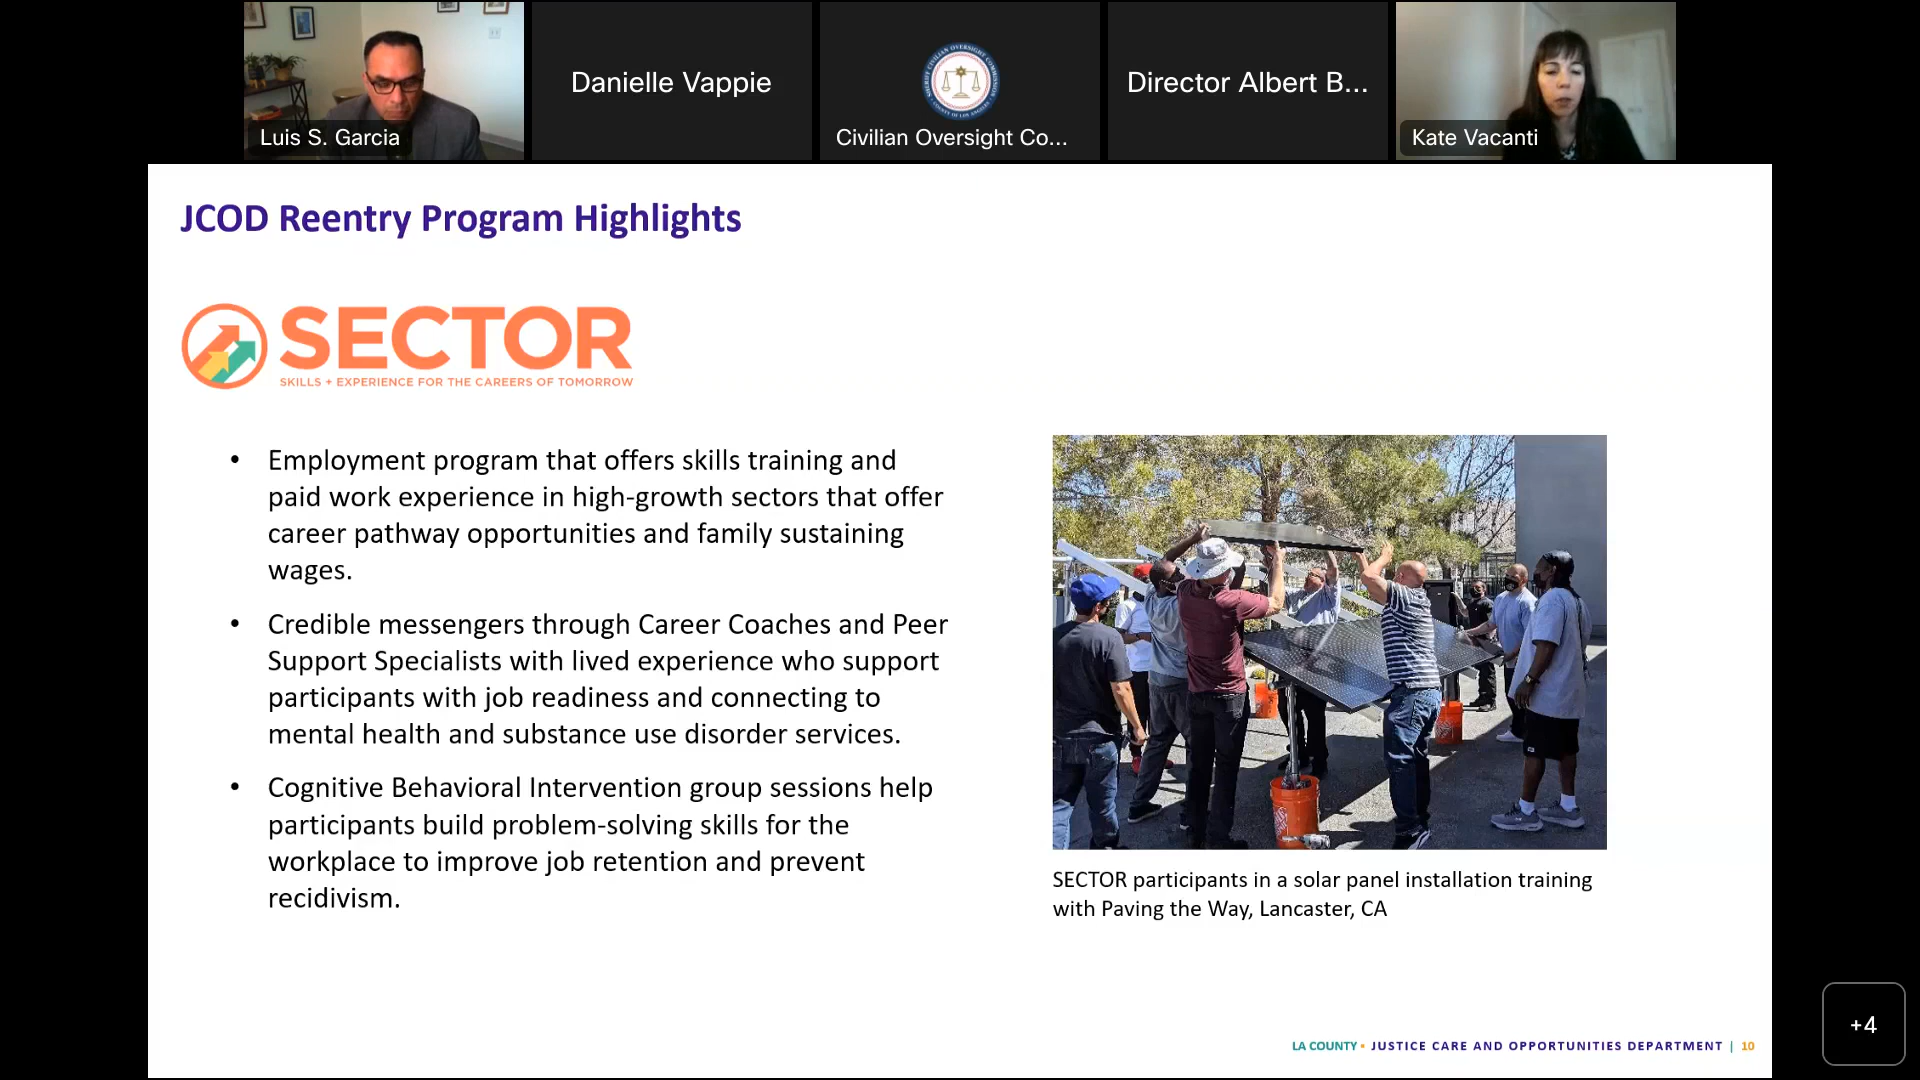 Luis S. Garcia
Danielle Vappie
Civilian Oversight Co...
Director Albert B...
Kate Vacanti
JCOD Reentry Program Highlights
SECTOR
SKILLS + EXPERIENCE FOR THE CAREERS OF TOMORROW
• Employment program that offers skills training and
paid work experience in high-growth sectors that offer
career pathway opportunities and family sustaining
wages.
• Credible messengers through Career Coaches and Peer
Support Specialists with lived experience who support
participants with job readiness and connecting to
mental health and substance use disorder services.
• Cognitive Behavioral Intervention group sessions help
participants build problem-solving skills for the
workplace to improve job retention and prevent
recidivism.
SECTOR participants in a solar panel installation training
with Paving the Way, Lancaster, CA
LA COUNTY • JUSTICE CARE AND OPPORTUNITIES DEPARTMENT | 10
+4